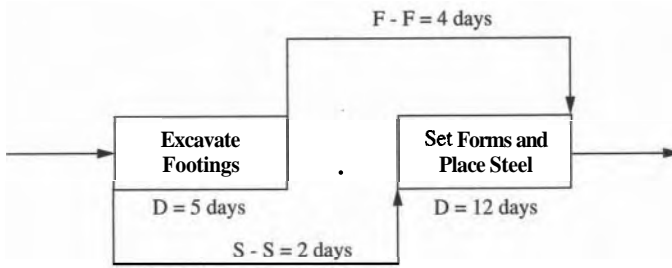 F - F = 4 days
Excavate
Footings
Set Forms and
Place Steel
D = 5 days
D = 12 days
S - S = 2 days